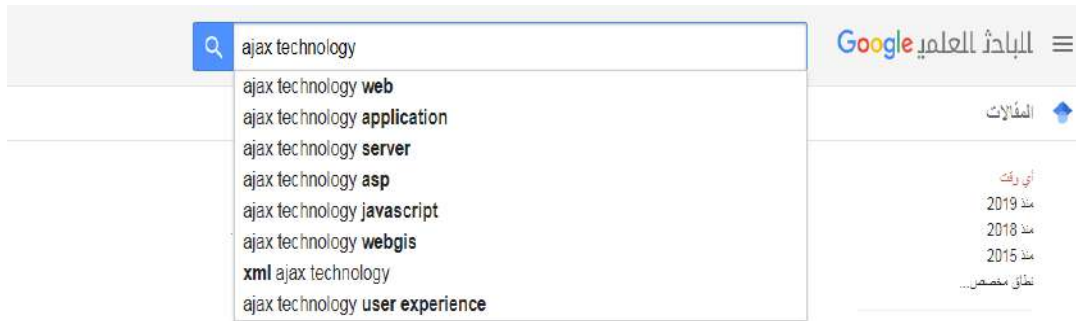 ajax technology
الباحث العلمي Google
ajax technology web
ajax technology application
ajax technology server
ajax technology asp
ajax technology javascript
ajax technology webgis
xml ajax technology
ajax technology user experience
المقالات
أي وقت
منذ 2019
منذ 2018
منذ 2015
نطاق مخصص...